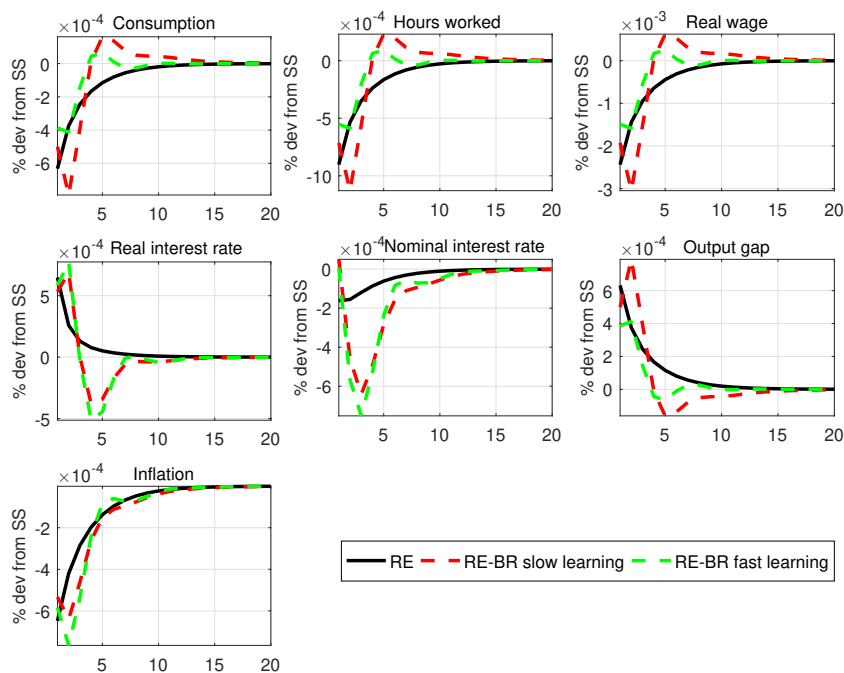 ×10⁻⁴ Consumption
% dev from SS
0
-2
-4
-6
5 10 15 20
×10⁻⁴ Hours worked
% dev from SS
0
-5
-10
5 10 15 20
×10⁻³ Real wage
% dev from SS
0
-1
-2
-3
5 10 15 20
×10⁻⁴ Real interest rate
% dev from SS
5
0
-5
5 10 15 20
×10⁻⁴ Nominal interest rate
% dev from SS
0
-2
-4
-6
5 10 15 20
×10⁻⁴ Output gap
% dev from SS
6
4
2
0
5 10 15 20
×10⁻⁴ Inflation
% dev from SS
-2
-4
-6
5 10 15 20
RE RE-BR slow learning RE-BR fast learning